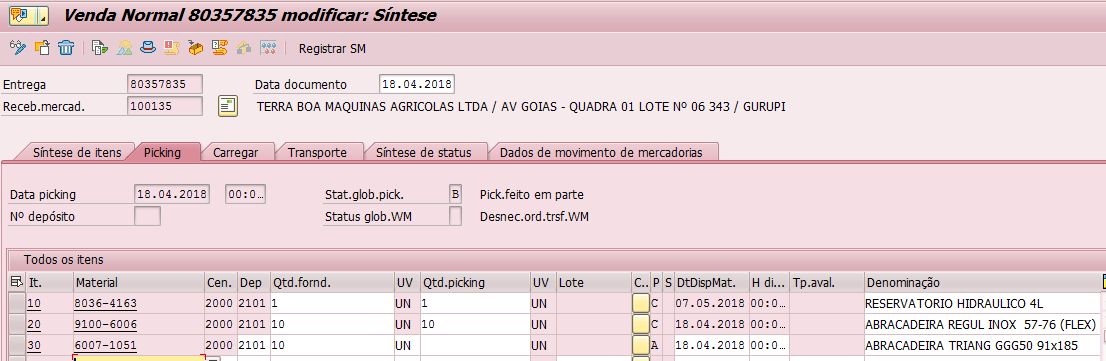 Venda Normal 80357835 modificar: Síntese
Registrar SM
Entrega 80357835 Data documento 18.04.2018
Receb.mercad. 100135 TERRA BOA MAQUINAS AGRICOLAS LTDA / AV GOIAS - QUADRA 01 LOTE Nº 06 343 / GURUPI
Síntese de itens Picking Carregar Transporte Síntese de status Dados de movimento de mercadorias
Data picking 18.04.2018 00:0… Stat.glob.pick. B Pick.feito em parte
Nº depósito Status glob.WM Desnec.ord.trsf.WM
Todos os itens
It. Material Cen. Dep Qtd.fornd. UV Qtd.picking UV Lote C.. P S DtDispMat. H di… Tp.aval. Denominação
10 8036-4163 2000 2101 1 UN 1 UN C 07.05.2018 00:0… RESERVATORIO HIDRAULICO 4L
20 9100-6006 2000 2101 10 UN 10 UN C 18.04.2018 00:0… ABRACADEIRA REGUL INOX 57-76 (FLEX)
30 6007-1051 2000 2101 10 UN UN A 18.04.2018 00:0… ABRACADEIRA TRIANG GGG50 91x185